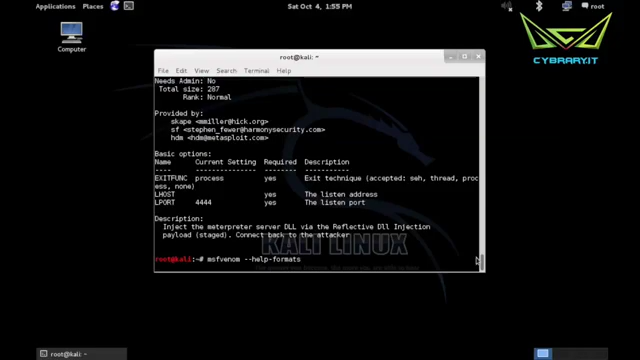 Applications Places Sat Oct 4, 1:55 PM root
Computer
CYBRARY.IT
root@kali: ~
File Edit View Search Terminal Help
Needs Admin: No
Total size: 287
Rank: Normal
Provided by:
skape <mmiller@hick.org>
sf <stephen_fewer@harmonysecurity.com>
hdm <hdm@metasploit.com>
Basic options:
Name Current Setting Required Description
---- --------------- -------- -----------
EXITFUNC process yes Exit technique (accepted: seh, thread, proc
ess, none)
LHOST yes The listen address
LPORT 4444 yes The listen port
Description:
Inject the meterpreter server DLL via the Reflective Dll Injection
payload (staged). Connect back to the attacker
KALI LINUX
root@kali:~# msfvenom --help-formats
root@kali: ~